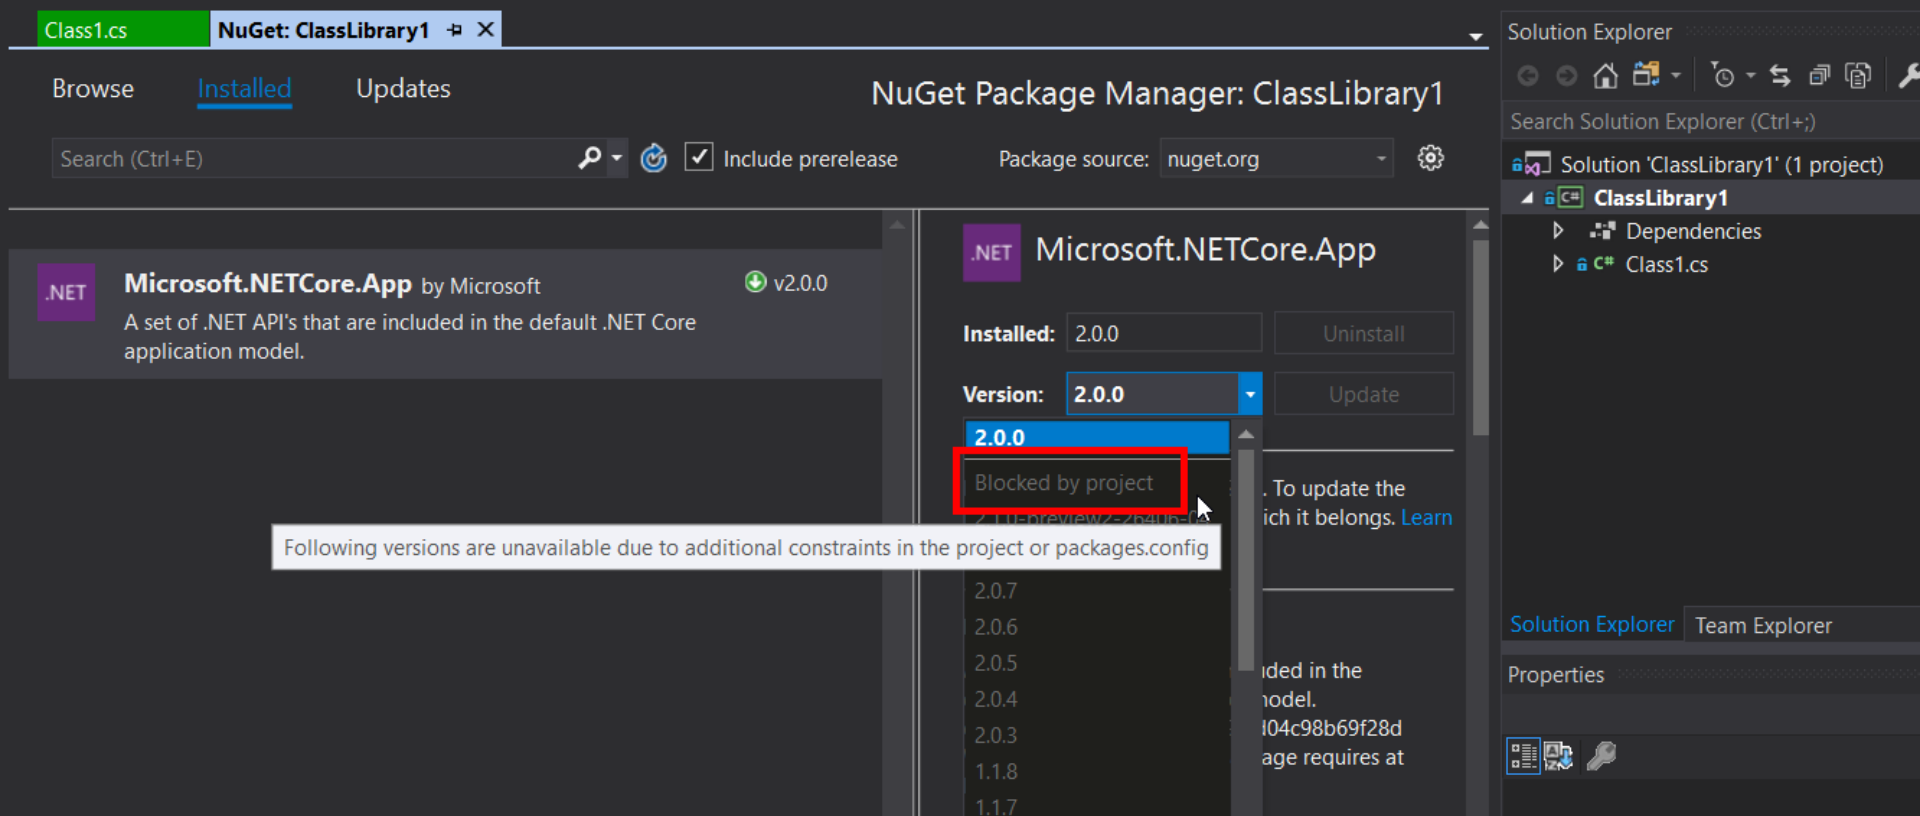 Class1.cs
NuGet: ClassLibrary1
Browse
Installed
Updates
NuGet Package Manager: ClassLibrary1
Search (Ctrl+E)
Include prerelease
Package source:
nuget.org
.NET
Microsoft.NETCore.App by Microsoft
v2.0.0
A set of .NET API's that are included in the default .NET Core
application model.
.NET
Microsoft.NETCore.App
Installed:
2.0.0
Uninstall
Version:
2.0.0
Update
2.0.0
Blocked by project
. To update the
ich it belongs. Learn
Following versions are unavailable due to additional constraints in the project or packages.config
2.0.7
2.0.6
2.0.5
2.0.4
2.0.3
1.1.8
1.1.7
ded in the
nodel.
d04c98b69f28d
age requires at
Solution Explorer
Search Solution Explorer (Ctrl+;)
Solution 'ClassLibrary1' (1 project)
C# ClassLibrary1
Dependencies
C# Class1.cs
Solution Explorer
Team Explorer
Properties